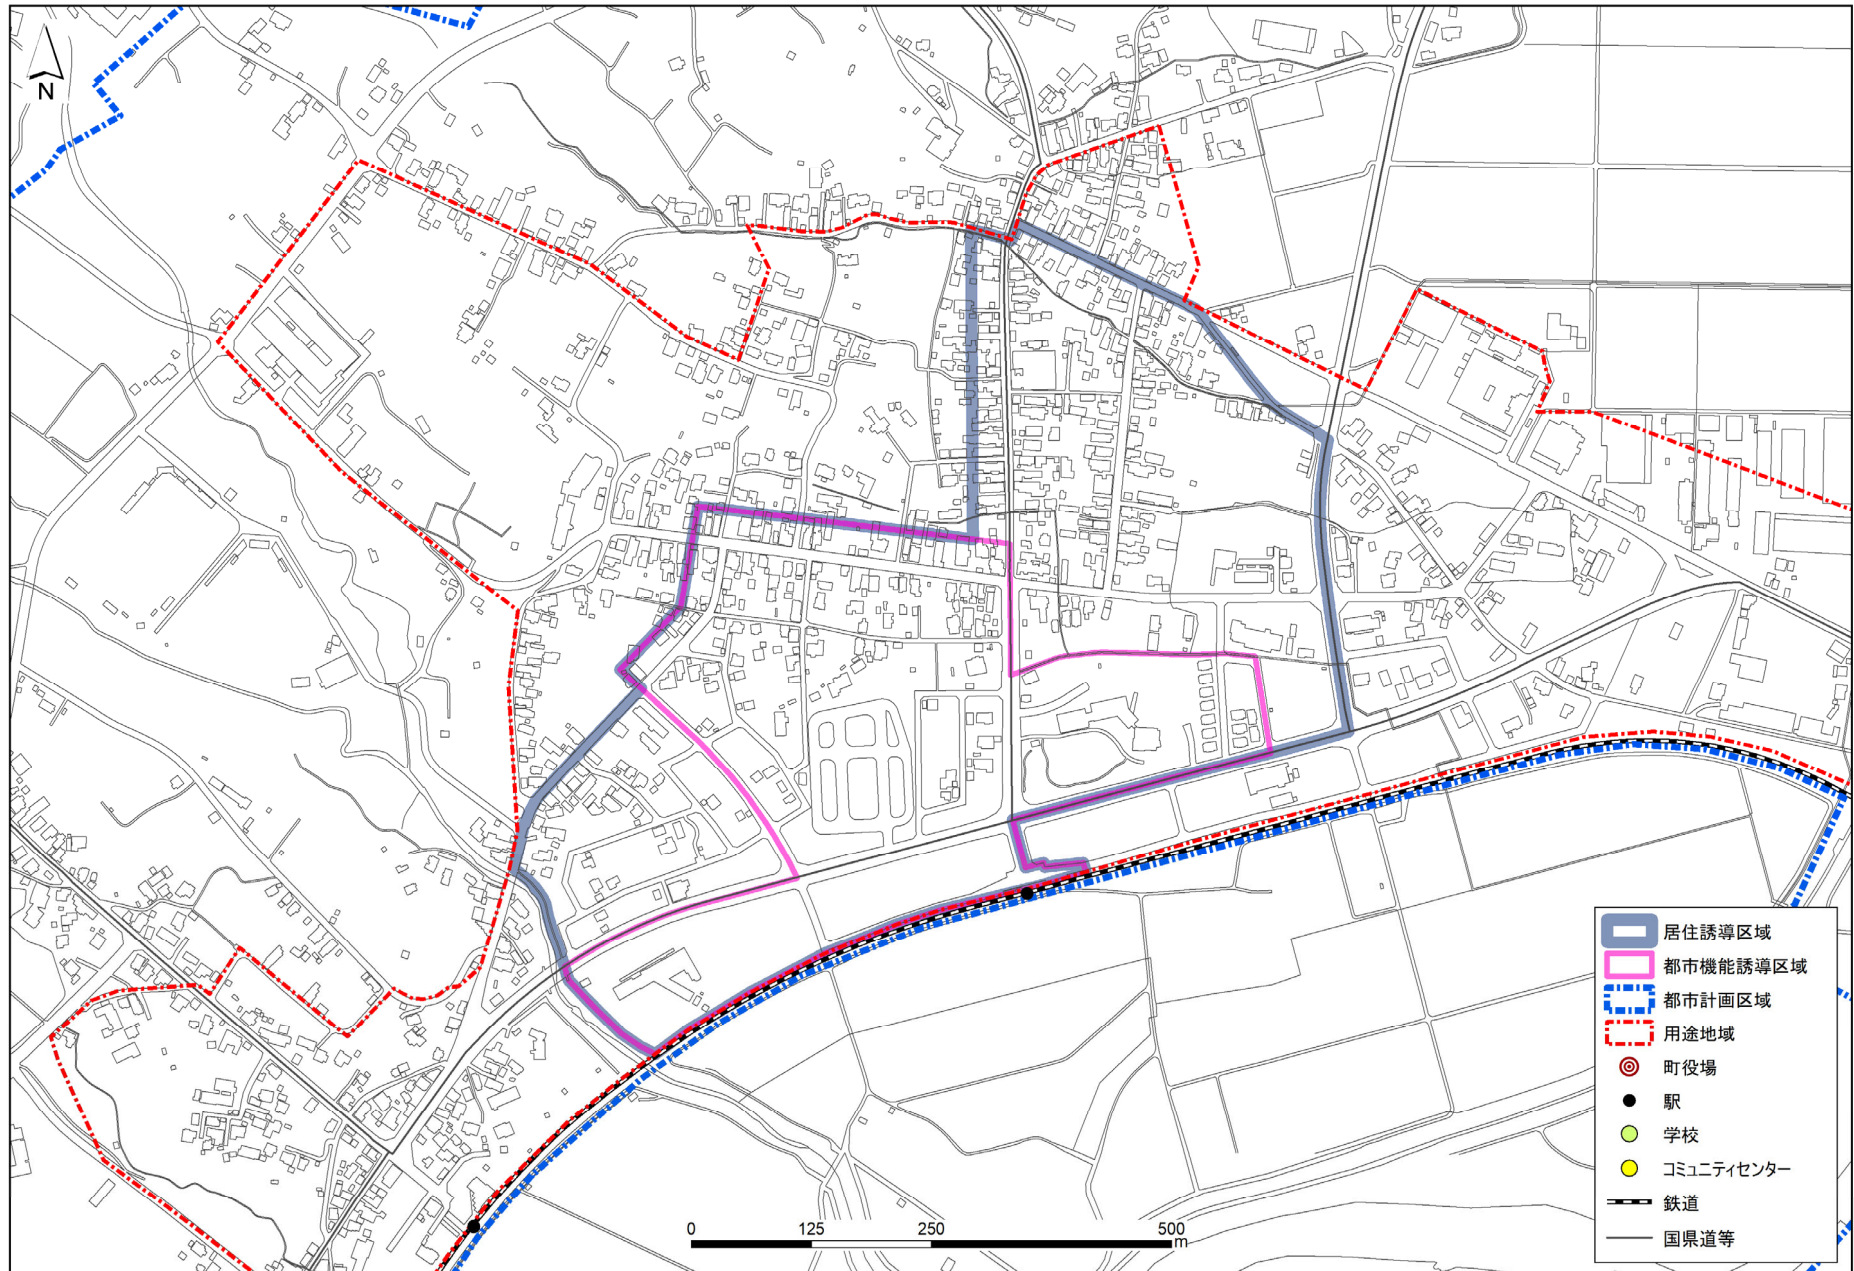 N
居住誘導区域
都市機能誘導区域
都市計画区域
用途地域
町役場
駅
学校
コミュニティセンター
鉄道
国県道等
0 125 250 500
m